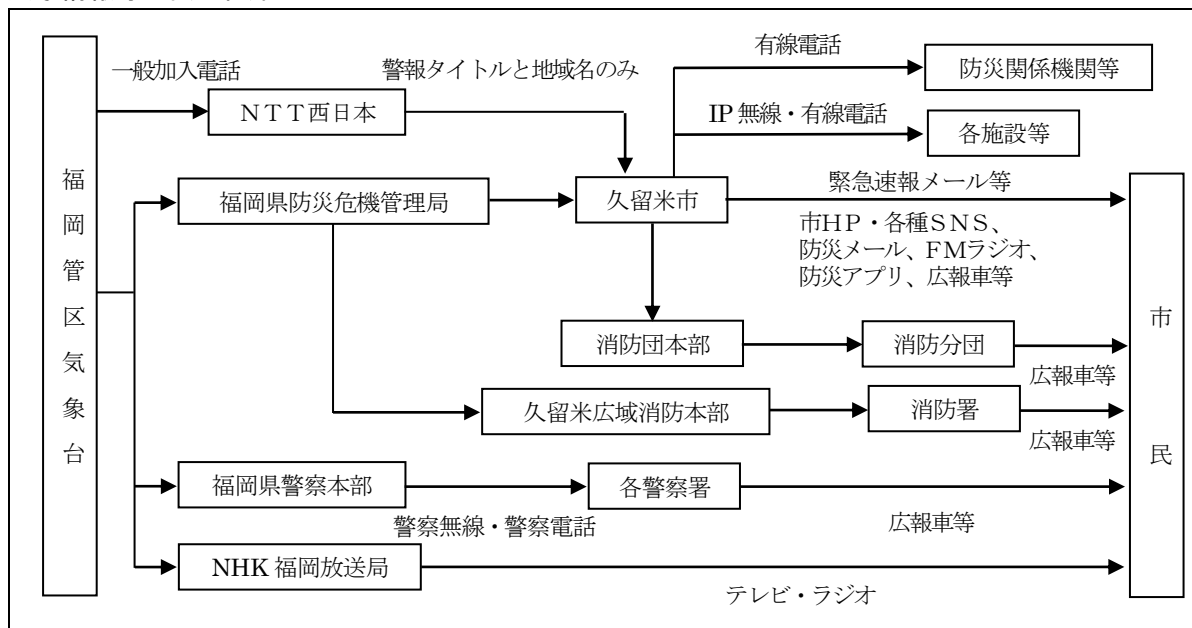 有線電話
一般加入電話
警報タイトルと地域名のみ
防災関係機関等
NTT西日本
IP 無線・有線電話
各施設等
福岡管区気象台
福岡県防災危機管理局
久留米市
緊急速報メール等
市HP・各種SNS、
防災メール、FMラジオ、
防災アプリ、広報車等
市民
消防団本部
消防分団
広報車等
久留米広域消防本部
消防署
広報車等
福岡県警察本部
各警察署
警察無線・警察電話
広報車等
NHK 福岡放送局
テレビ・ラジオ